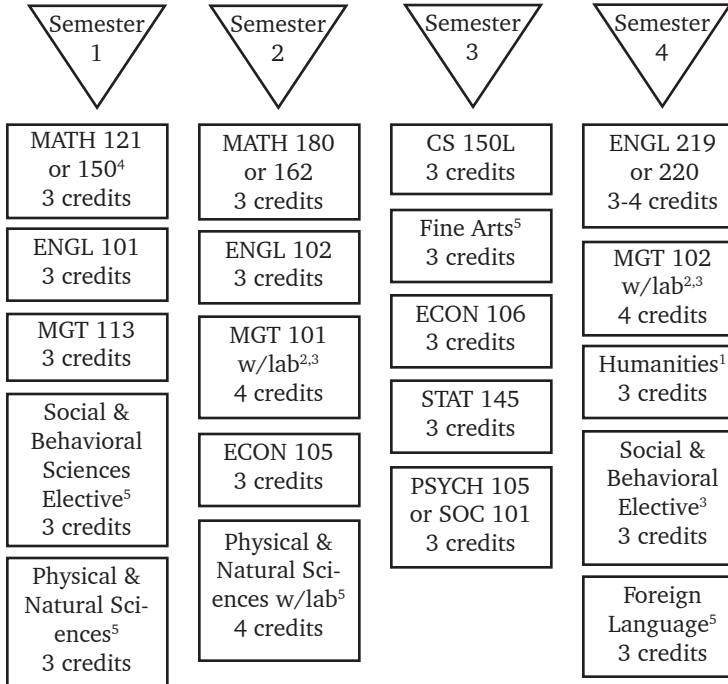 Semester
1
Semester
2
Semester
3
Semester
4
MATH 121
or 150⁴
3 credits
ENGL 101
3 credits
MGT 113
3 credits
Social &
Behavioral
Sciences
Elective⁵
3 credits
Physical &
Natural Sci-
ences⁵
3 credits
MATH 180
or 162
3 credits
ENGL 102
3 credits
MGT 101
w/lab²,³
4 credits
ECON 105
3 credits
Physical &
Natural Sci-
ences w/lab⁵
4 credits
CS 150L
3 credits
Fine Arts⁵
3 credits
ECON 106
3 credits
STAT 145
3 credits
PSYCH 105
or SOC 101
3 credits
ENGL 219
or 220
3-4 credits
MGT 102
w/lab²,³
4 credits
Humanities¹
3 credits
Social &
Behavioral
Elective³
3 credits
Foreign
Language⁵
3 credits